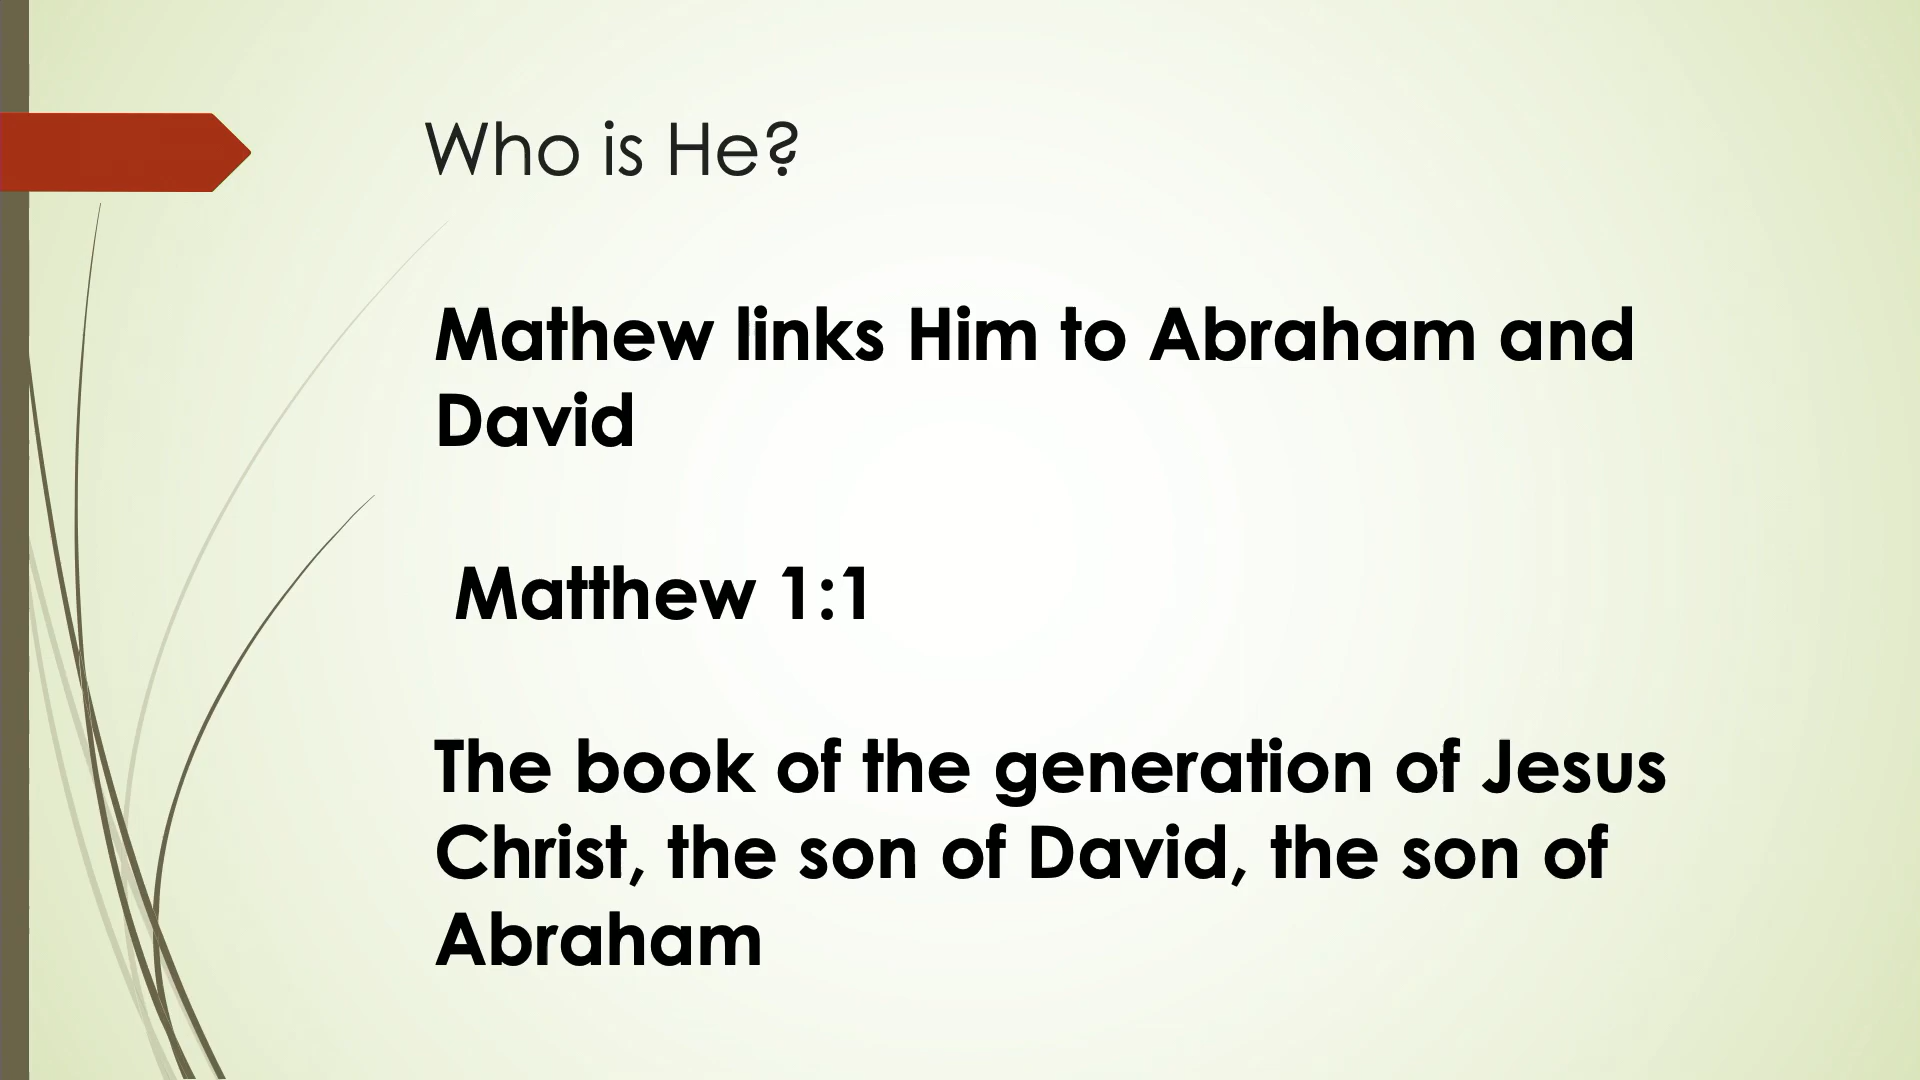 Who is He?
Mathew links Him to Abraham and
David
Matthew 1:1
The book of the generation of Jesus
Christ, the son of David, the son of
Abraham